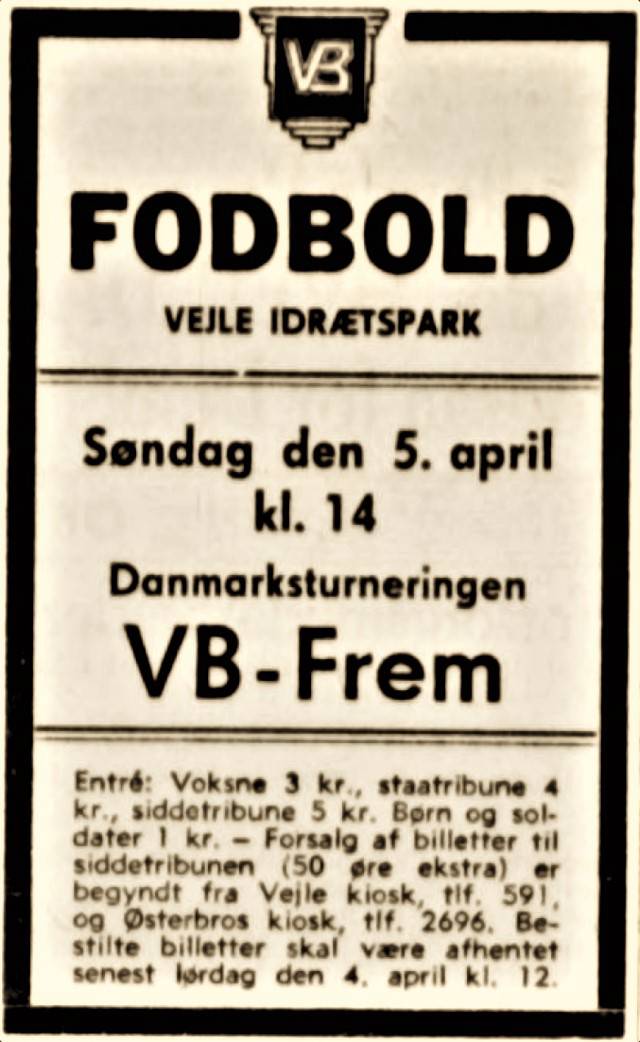 VB
FODBOLD
VEJLE IDRÆTSPARK
Søndag den 5. april
kl. 14
Danmarksturneringen
VB - Frem
Entré: Voksne 3 kr., staatribune 4
kr., siddetribune 5 kr. Børn og sol-
dater 1 kr. – Forsalg af billetter til
siddetribunen (50 øre ekstra) er
begyndt fra Vejle kiosk, tlf. 591,
og Østerbros kiosk, tlf. 2696. Be-
stilte billetter skal være afhentet
senest lørdag den 4. april kl. 12.